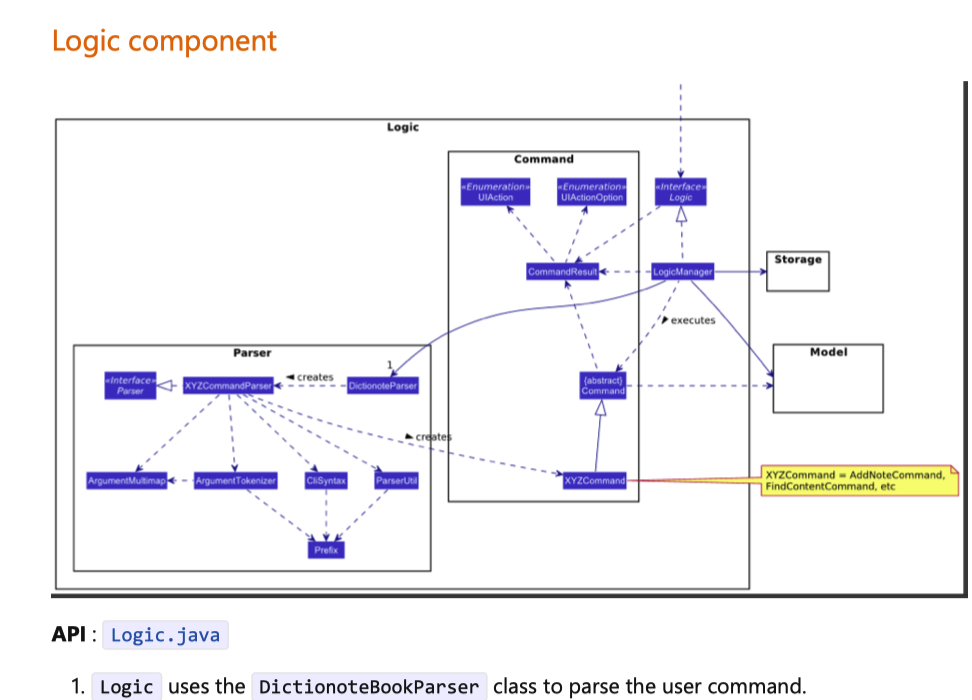 Logic component
Logic
Command
«Enumeration»
UIAction
«Enumeration»
UIActionOption
«Interface»
Logic
CommandResult
LogicManager
Storage
executes
Parser
1
Model
«Interface»
Parser
XYZCommandParser
creates
DictionoteParser
{abstract}
Command
creates
ArgumentMultimap
ArgumentTokenizer
CliSyntax
ParserUtil
XYZCommand
XYZCommand = AddNoteCommand,
FindContentCommand, etc
Prefix
API : Logic.java
1. Logic uses the DictionoteBookParser class to parse the user command.